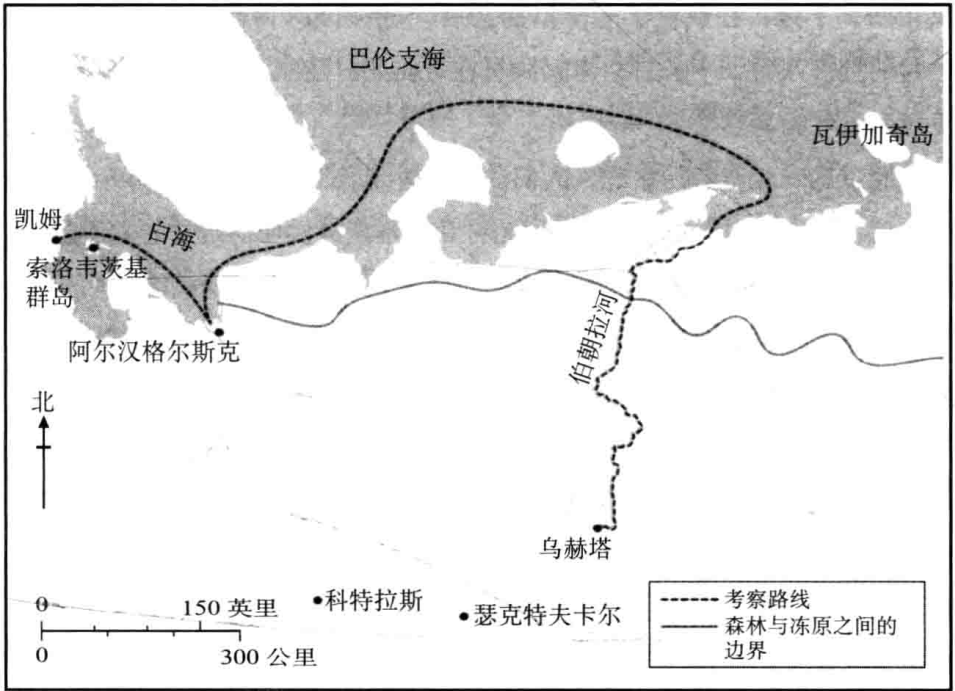 巴伦支海
瓦伊加奇岛
凯姆
白海
索洛韦茨基
群岛
阿尔汉格尔斯克
伯朝拉河
北
乌赫塔
0
150 英里
科特拉斯
瑟克特夫卡尔
0
300 公里
考察路线
森林与冻原之间的
边界